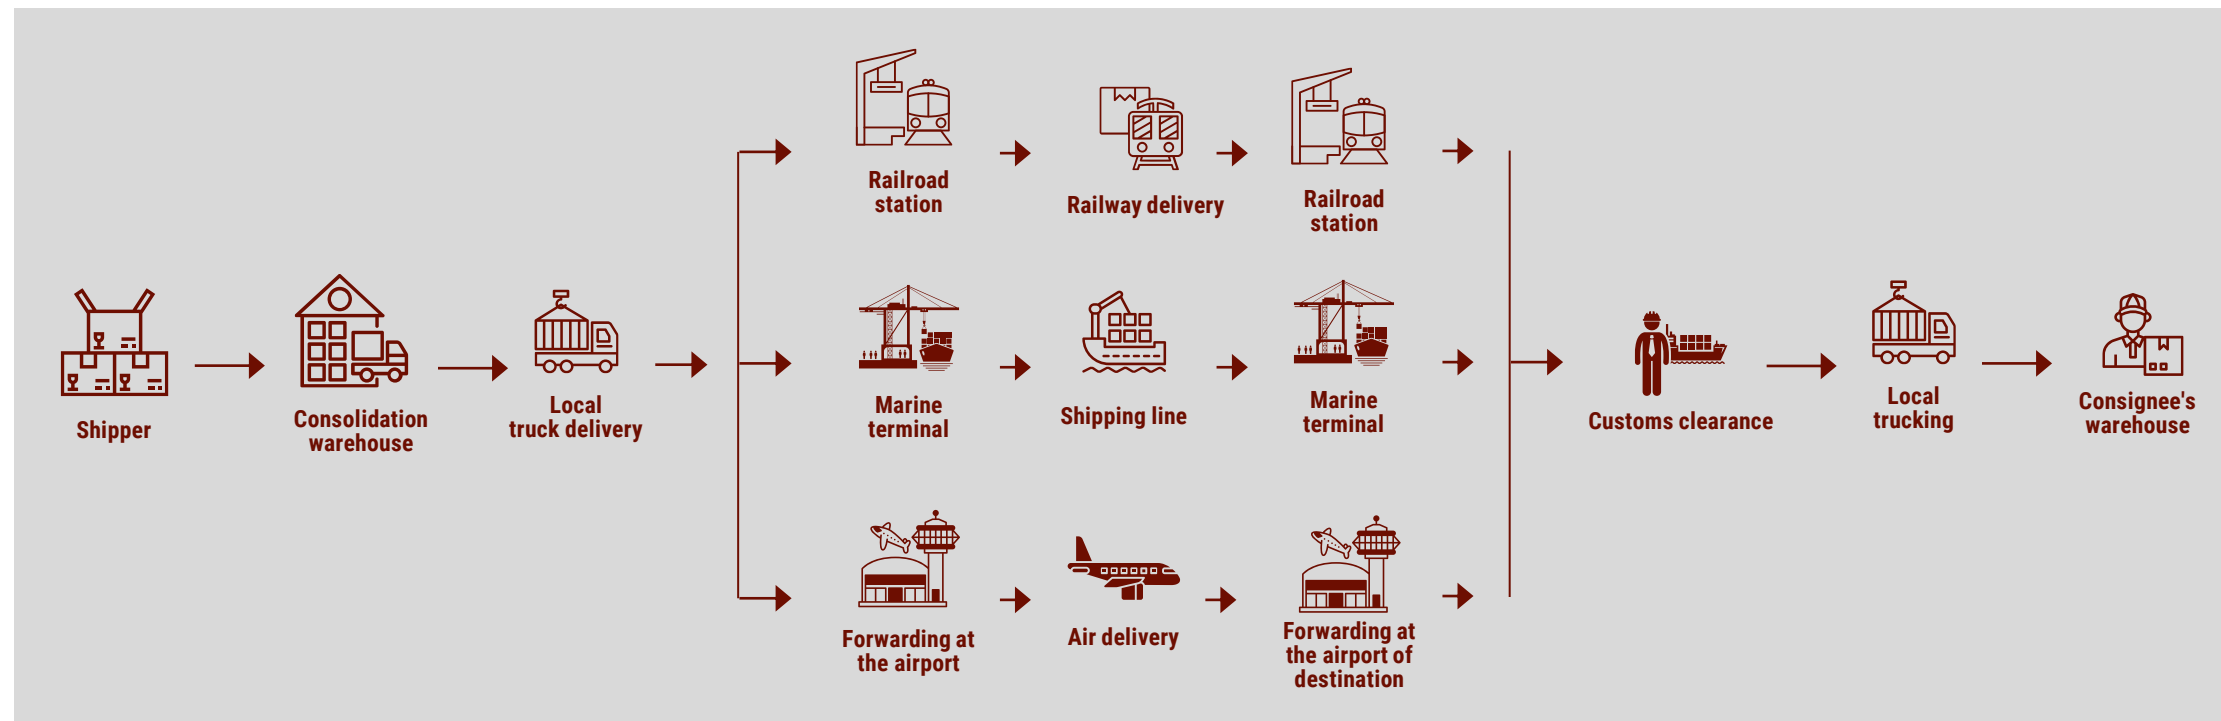 Shipper
Consolidation
warehouse
Local
truck delivery
Railroad
station
Railway delivery
Railroad
station
Marine
terminal
Shipping line
Marine
terminal
Forwarding at
the airport
Air delivery
Forwarding at
the airport of
destination
Customs clearance
Local
trucking
Consignee's
warehouse